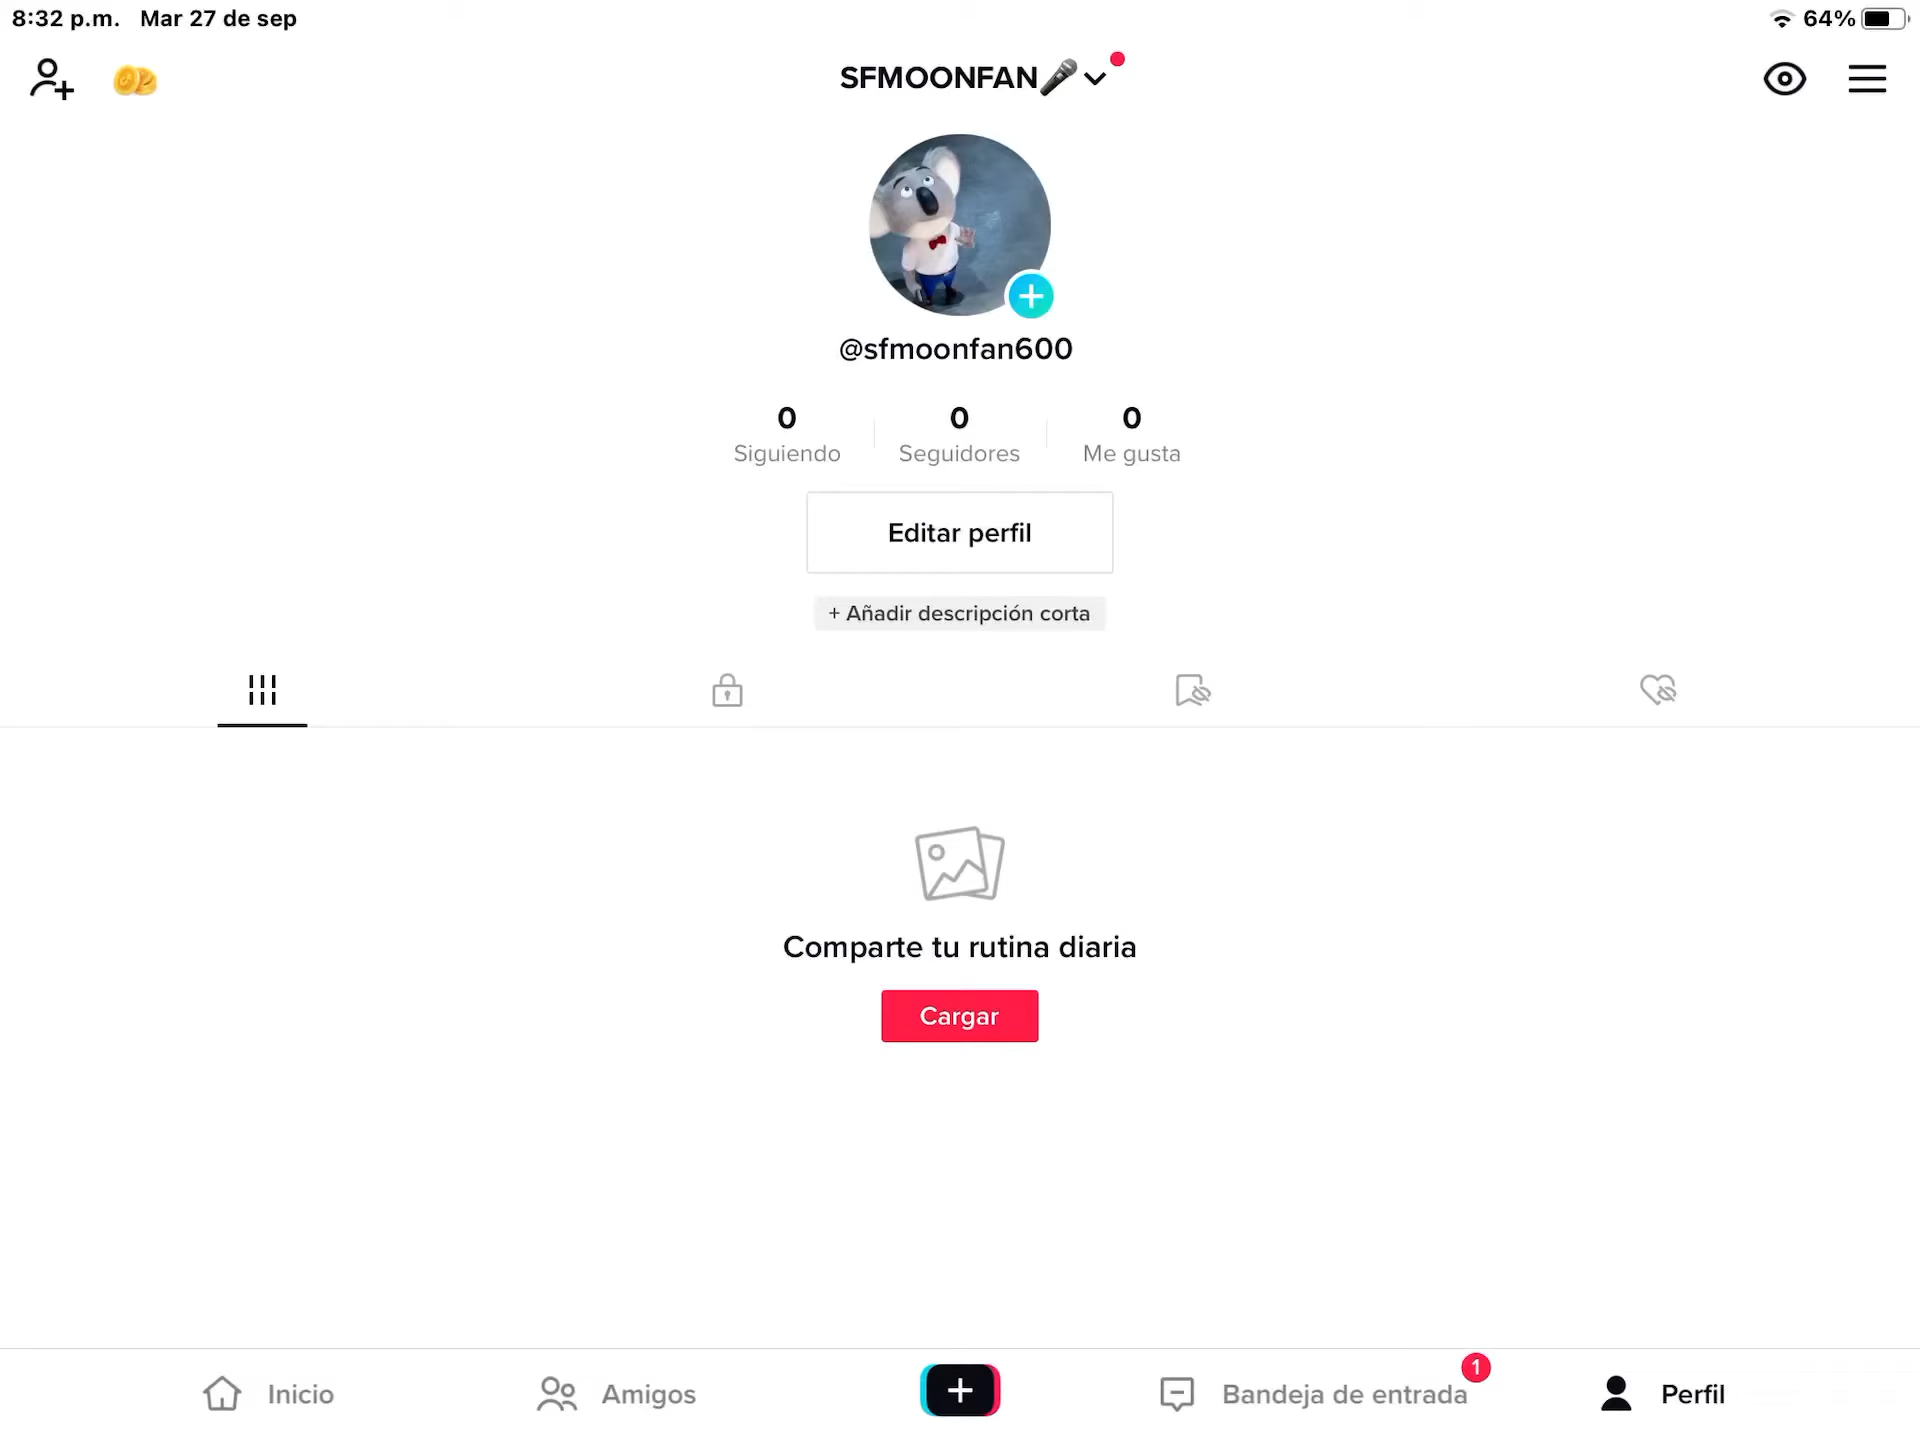 8:32 p.m. Mar 27 de sep 64%
SFMOONFAN🎤
@sfmoonfan600
0 0 0
Siguiendo Seguidores Me gusta
Editar perfil
+ Añadir descripción corta
Comparte tu rutina diaria
Cargar
Inicio Amigos Bandeja de entrada 1 Perfil